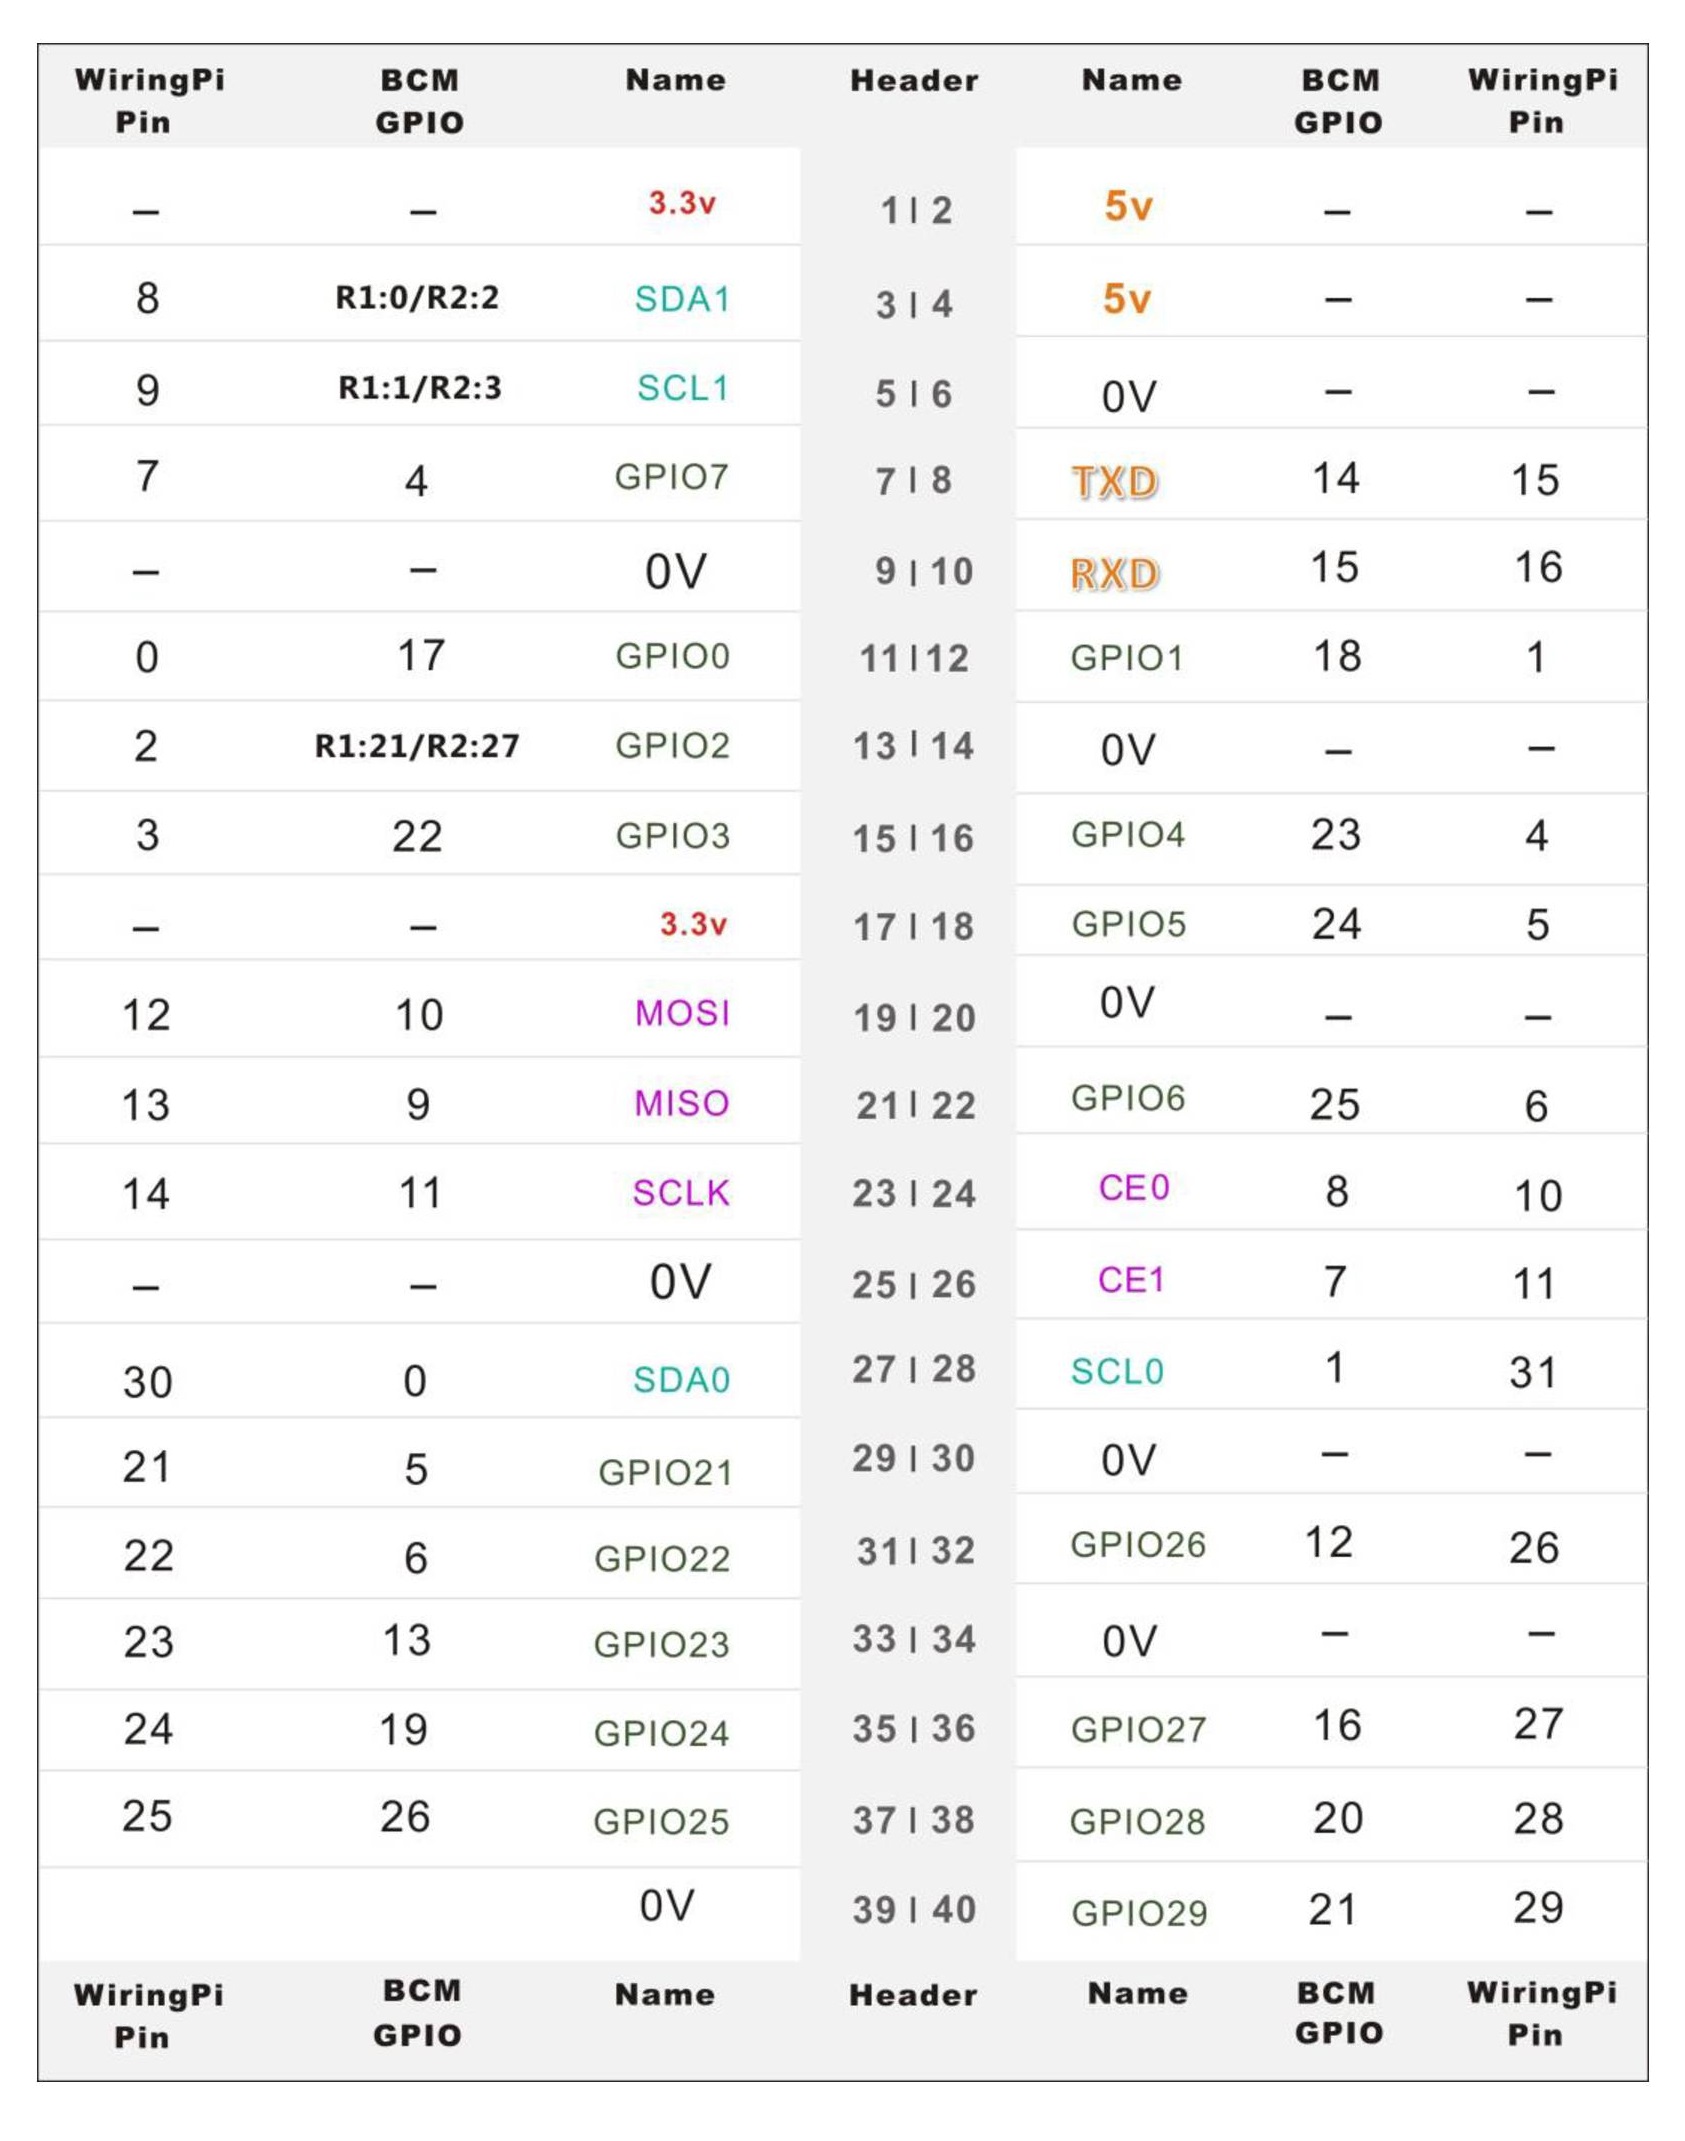 WiringPi Pin BCM GPIO Name Header Name BCM GPIO WiringPi Pin
– – 3.3v 1 | 2 5v – –
8 R1:0/R2:2 SDA1 3 | 4 5v – –
9 R1:1/R2:3 SCL1 5 | 6 0V – –
7 4 GPIO7 7 | 8 TXD 14 15
– – 0V 9 | 10 RXD 15 16
0 17 GPIO0 11 | 12 GPIO1 18 1
2 R1:21/R2:27 GPIO2 13 | 14 0V – –
3 22 GPIO3 15 | 16 GPIO4 23 4
– – 3.3v 17 | 18 GPIO5 24 5
12 10 MOSI 19 | 20 0V – –
13 9 MISO 21 | 22 GPIO6 25 6
14 11 SCLK 23 | 24 CE0 8 10
– – 0V 25 | 26 CE1 7 11
30 0 SDA0 27 | 28 SCL0 1 31
21 5 GPIO21 29 | 30 0V – –
22 6 GPIO22 31 | 32 GPIO26 12 26
23 13 GPIO23 33 | 34 0V – –
24 19 GPIO24 35 | 36 GPIO27 16 27
25 26 GPIO25 37 | 38 GPIO28 20 28
0V 39 | 40 GPIO29 21 29
WiringPi Pin BCM GPIO Name Header Name BCM GPIO WiringPi Pin